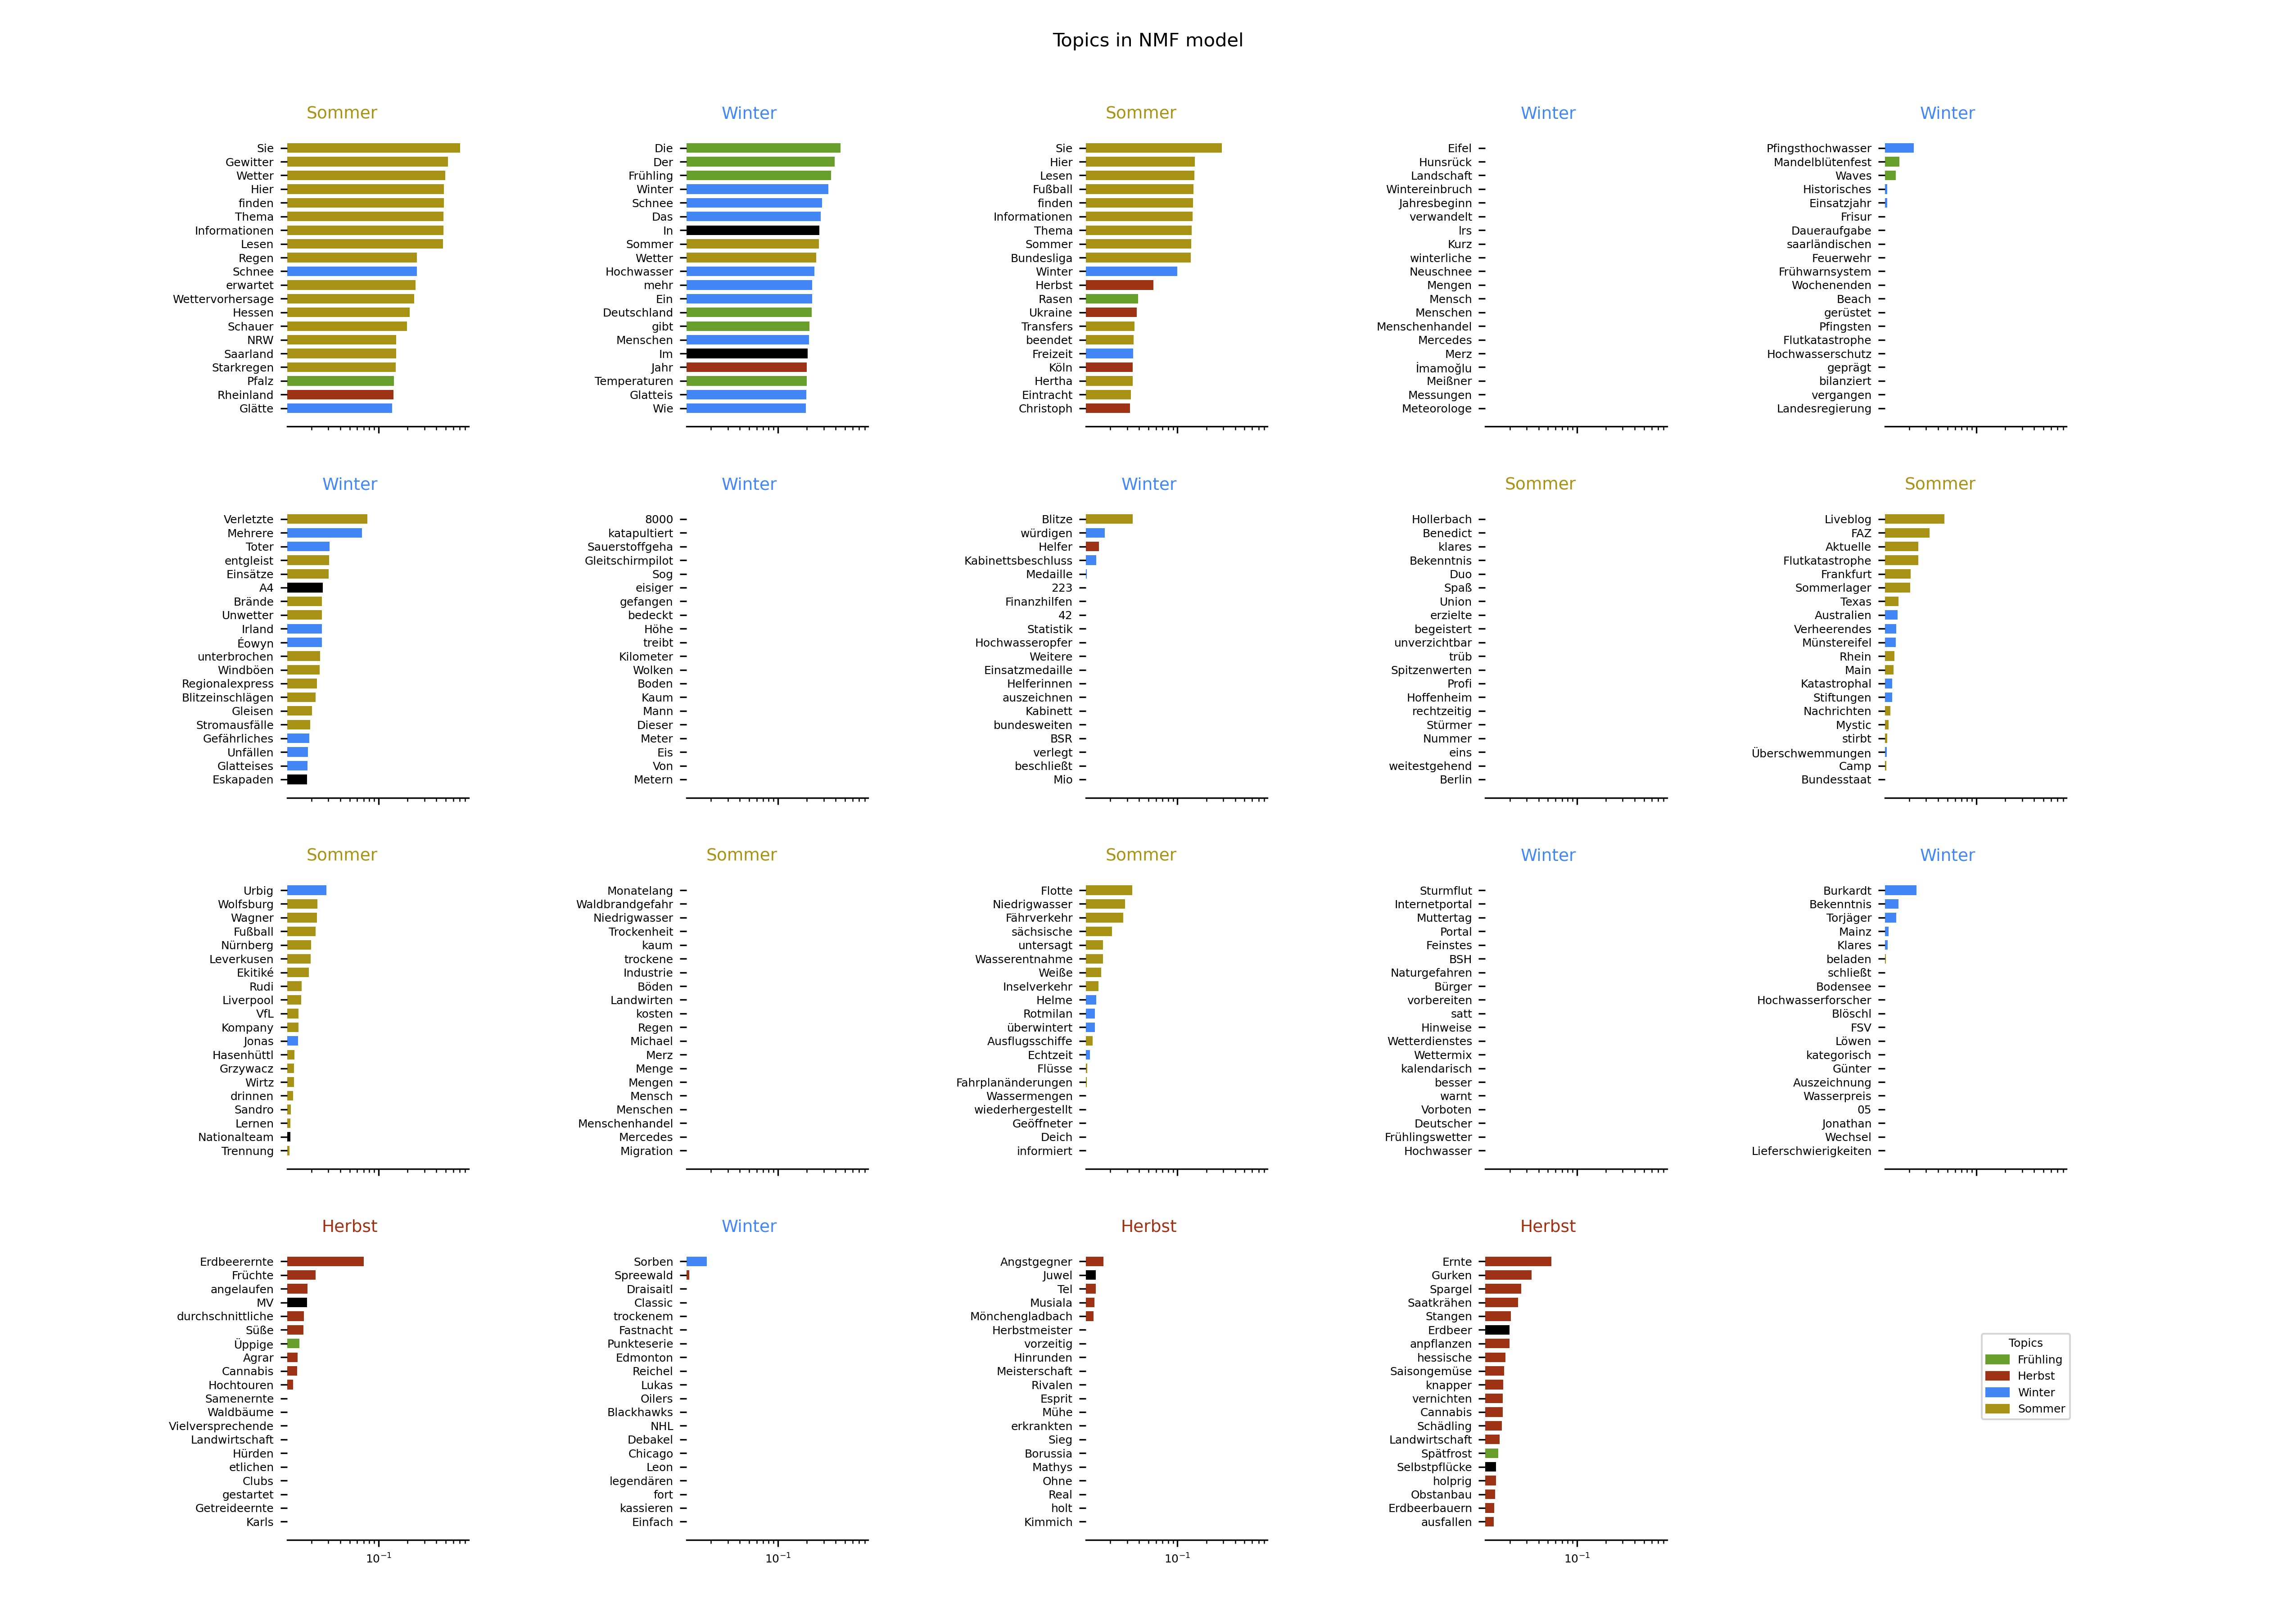 Topics in NMF model
Sommer
Sie
Gewitter
Wetter
Hier
finden
Thema
Informationen
Lesen
Regen
Schnee
erwartet
Wettervorhersage
Hessen
Schauer
NRW
Saarland
Starkregen
Pfalz
Rheinland
Glätte
Winter
Die
Der
Frühling
Winter
Schnee
Das
In
Sommer
Wetter
Hochwasser
mehr
Ein
Deutschland
gibt
Menschen
Im
Jahr
Temperaturen
Glatteis
Wie
Sommer
Sie
Hier
Lesen
Fußball
finden
Informationen
Thema
Sommer
Bundesliga
Winter
Herbst
Rasen
Ukraine
Transfers
beendet
Freizeit
Köln
Hertha
Eintracht
Christoph
Winter
Eifel
Hunsrück
Landschaft
Wintereinbruch
Jahresbeginn
verwandelt
Irs
Kurz
winterliche
Neuschnee
Mengen
Mensch
Menschen
Menschenhandel
Mercedes
Merz
İmamoğlu
Meißner
Messungen
Meteorologe
Winter
Pfingsthochwasser
Mandelblütenfest
Waves
Historisches
Einsatzjahr
Frisur
Daueraufgabe
saarländischen
Feuerwehr
Frühwarnsystem
Wochenenden
Beach
gerüstet
Pfingsten
Flutkatastrophe
Hochwasserschutz
geprägt
bilanziert
vergangen
Landesregierung
Winter
Verletzte
Mehrere
Toter
entgleist
Einsätze
A4
Brände
Unwetter
Irland
Éowyn
unterbrochen
Windböen
Regionalexpress
Blitzeinschlägen
Gleisen
Stromausfälle
Gefährliches
Unfällen
Glatteises
Eskapaden
Winter
8000
katapultiert
Sauerstoffgeha
Gleitschirmpilot
Sog
eisiger
gefangen
bedeckt
Höhe
treibt
Kilometer
Wolken
Boden
Kaum
Mann
Dieser
Meter
Eis
Von
Metern
Winter
Blitze
würdigen
Helfer
Kabinettsbeschluss
Medaille
223
Finanzhilfen
42
Statistik
Hochwasseropfer
Weitere
Einsatzmedaille
Helferinnen
auszeichnen
Kabinett
bundesweiten
BSR
verlegt
beschließt
Mio
Sommer
Hollerbach
Benedict
klares
Bekenntnis
Duo
Spaß
Union
erzielte
begeistert
unverzichtbar
trüb
Spitzenwerten
Profi
Hoffenheim
rechtzeitig
Stürmer
Nummer
eins
weitestgehend
Berlin
Sommer
Liveblog
FAZ
Aktuelle
Flutkatastrophe
Frankfurt
Sommerlager
Texas
Australien
Verheerendes
Münstereifel
Rhein
Main
Katastrophal
Stiftungen
Nachrichten
Mystic
stirbt
Überschwemmungen
Camp
Bundesstaat
Sommer
Urbig
Wolfsburg
Wagner
Fußball
Nürnberg
Leverkusen
Ekitiké
Rudi
Liverpool
VfL
Kompany
Jonas
Hasenhüttl
Grzywacz
Wirtz
drinnen
Sandro
Lernen
Nationalteam
Trennung
Sommer
Monatelang
Waldbrandgefahr
Niedrigwasser
Trockenheit
kaum
trockene
Industrie
Böden
Landwirten
kosten
Regen
Michael
Merz
Menge
Mengen
Mensch
Menschen
Menschenhandel
Mercedes
Migration
Sommer
Flotte
Niedrigwasser
Fährverkehr
sächsische
untersagt
Wasserentnahme
Weiße
Inselverkehr
Helme
Rotmilan
überwintert
Ausflugsschiffe
Echtzeit
Flüsse
Fahrplanänderungen
Wassermengen
wiederhergestellt
Geöffneter
Deich
informiert
Winter
Sturmflut
Internetportal
Muttertag
Portal
Feinstes
BSH
Naturgefahren
Bürger
vorbereiten
satt
Hinweise
Wetterdienstes
Wettermix
kalendarisch
besser
warnt
Vorboten
Deutscher
Frühlingswetter
Hochwasser
Winter
Burkardt
Bekenntnis
Torjäger
Mainz
Klares
beladen
schließt
Bodensee
Hochwasserforscher
Blöschl
FSV
Löwen
kategorisch
Günter
Auszeichnung
Wasserpreis
05
Jonathan
Wechsel
Lieferschwierigkeiten
Herbst
Erdbeerernte
Früchte
angelaufen
MV
durchschnittliche
Süße
Üppige
Agrar
Cannabis
Hochtouren
Samenernte
Waldbäume
Vielversprechende
Landwirtschaft
Hürden
etlichen
Clubs
gestartet
Getreideernte
Karls
10⁻¹
Winter
Sorben
Spreewald
Draisaitl
Classic
trockenem
Fastnacht
Punkteserie
Edmonton
Reichel
Lukas
Oilers
Blackhawks
NHL
Debakel
Chicago
Leon
legendären
fort
kassieren
Einfach
10⁻¹
Herbst
Angstgegner
Juwel
Tel
Musiala
Mönchengladbach
Herbstmeister
vorzeitig
Hinrunden
Meisterschaft
Rivalen
Esprit
Mühe
erkrankten
Sieg
Borussia
Mathys
Ohne
Real
holt
Kimmich
10⁻¹
Herbst
Ernte
Gurken
Spargel
Saatkrähen
Stangen
Erdbeer
anpflanzen
hessische
Saisongemüse
knapper
vernichten
Cannabis
Schädling
Landwirtschaft
Spätfrost
Selbstpflücke
holprig
Obstanbau
Erdbeerbauern
ausfallen
10⁻¹
Topics
Frühling
Herbst
Winter
Sommer